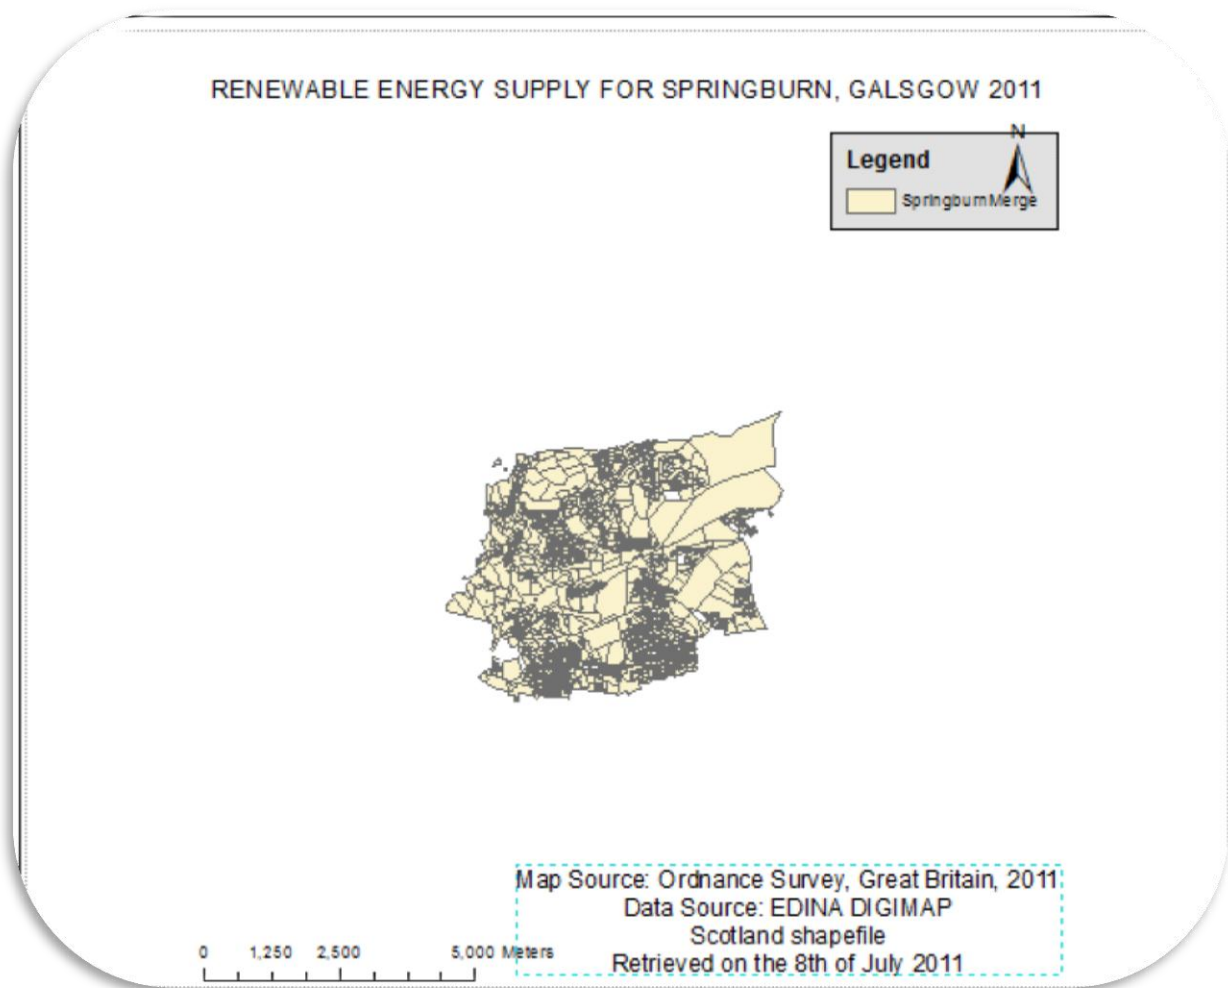 RENEWABLE ENERGY SUPPLY FOR SPRINGBURN, GALSGOW 2011
N
Legend
SpringburnMerge
Map Source: Ordnance Survey, Great Britain, 2011
Data Source: EDINA DIGIMAP
Scotland shapefile
Retrieved on the 8th of July 2011
0 1,250 2,500 5,000 Meters